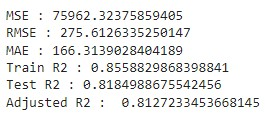 MSE : 75962.32375859405
RMSE : 275.6126335250147
MAE : 166.3139028404189
Train R2 : 0.8558829868398841
Test R2 : 0.8184988675542456
Adjusted R2 :  0.8127233453668145